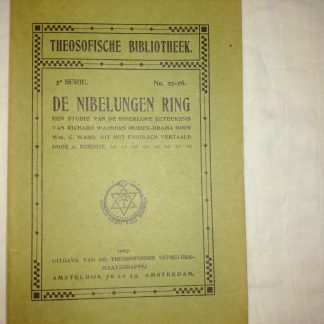 THEOSOFISCHE BIBLIOTHEEK.
3e SERIE. No. 25-26.
DE NIBELUNGEN RING
EEN STUDIE VAN DE INNERLIJKE BETEEKENIS
VAN RICHARD WAGNERS MUZIEK-DRAMA DOOR
WM. C. WARD. UIT HET ENGELSCH VERTAALD
DOOR A. KERDIJK
1907.
UITGAVE VAN DE THEOSOFISCHE UITGEVERS-
MAATSCHAPPIJ
AMSTELDIJK 76 EN 79, AMSTERDAM.